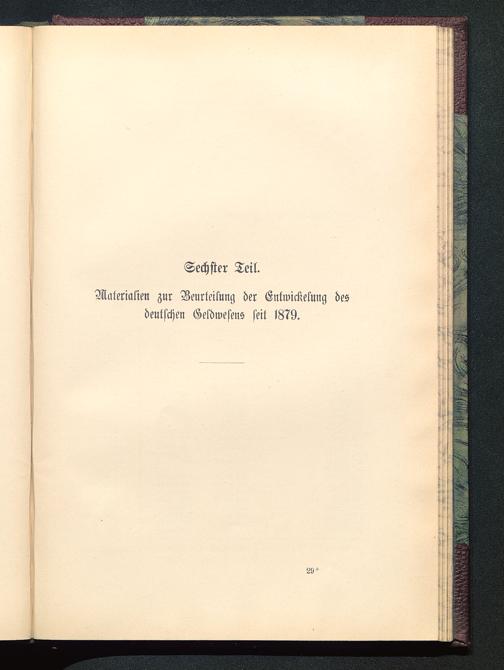 Sechster Teil.
Materialien zur Beurteilung der Entwickelung des
deutschen Geldwesens seit 1879.
29*